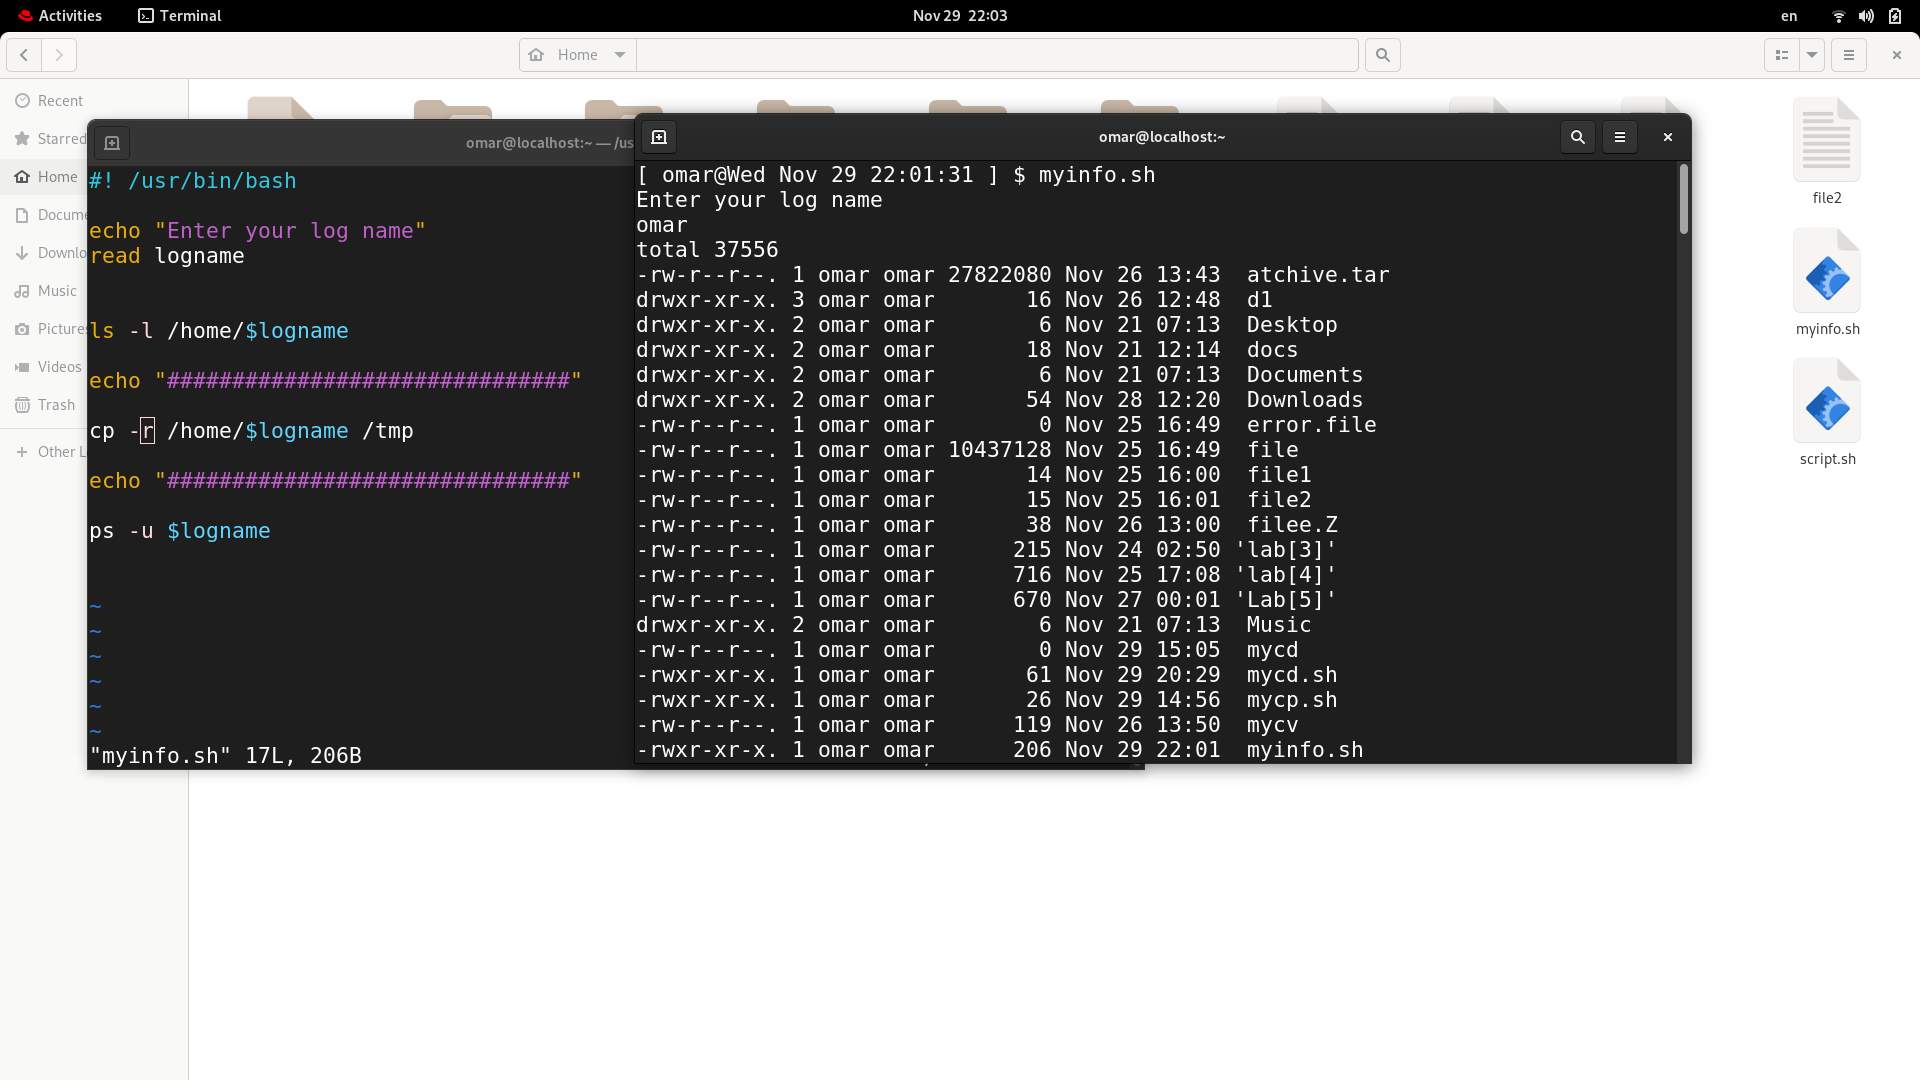 Activities Terminal Nov 29 22:03 en
Home
Recent
Starred
Home
Docume
Downlo
Music
Picture
Videos
Trash
Other L
omar@localhost:~ — /us
#! /usr/bin/bash
echo "Enter your log name"
read logname
ls -l /home/$logname
echo "###############################"
cp -r /home/$logname /tmp
echo "###############################"
ps -u $logname
~
~
~
~
~
~
"myinfo.sh" 17L, 206B
omar@localhost:~
[ omar@Wed Nov 29 22:01:31 ] $ myinfo.sh
Enter your log name
omar
total 37556
-rw-r--r--. 1 omar omar 27822080 Nov 26 13:43  atchive.tar
drwxr-xr-x. 3 omar omar       16 Nov 26 12:48  d1
drwxr-xr-x. 2 omar omar        6 Nov 21 07:13  Desktop
drwxr-xr-x. 2 omar omar       18 Nov 21 12:14  docs
drwxr-xr-x. 2 omar omar        6 Nov 21 07:13  Documents
drwxr-xr-x. 2 omar omar       54 Nov 28 12:20  Downloads
-rw-r--r--. 1 omar omar        0 Nov 25 16:49  error.file
-rw-r--r--. 1 omar omar 10437128 Nov 25 16:49  file
-rw-r--r--. 1 omar omar       14 Nov 25 16:00  file1
-rw-r--r--. 1 omar omar       15 Nov 25 16:01  file2
-rw-r--r--. 1 omar omar       38 Nov 26 13:00  filee.Z
-rw-r--r--. 1 omar omar      215 Nov 24 02:50 'lab[3]'
-rw-r--r--. 1 omar omar      716 Nov 25 17:08 'lab[4]'
-rw-r--r--. 1 omar omar      670 Nov 27 00:01 'Lab[5]'
drwxr-xr-x. 2 omar omar        6 Nov 21 07:13  Music
-rw-r--r--. 1 omar omar        0 Nov 29 15:05  mycd
-rwxr-xr-x. 1 omar omar       61 Nov 29 20:29  mycd.sh
-rwxr-xr-x. 1 omar omar       26 Nov 29 14:56  mycp.sh
-rw-r--r--. 1 omar omar      119 Nov 26 13:50  mycv
-rwxr-xr-x. 1 omar omar      206 Nov 29 22:01  myinfo.sh
file2
myinfo.sh
script.sh